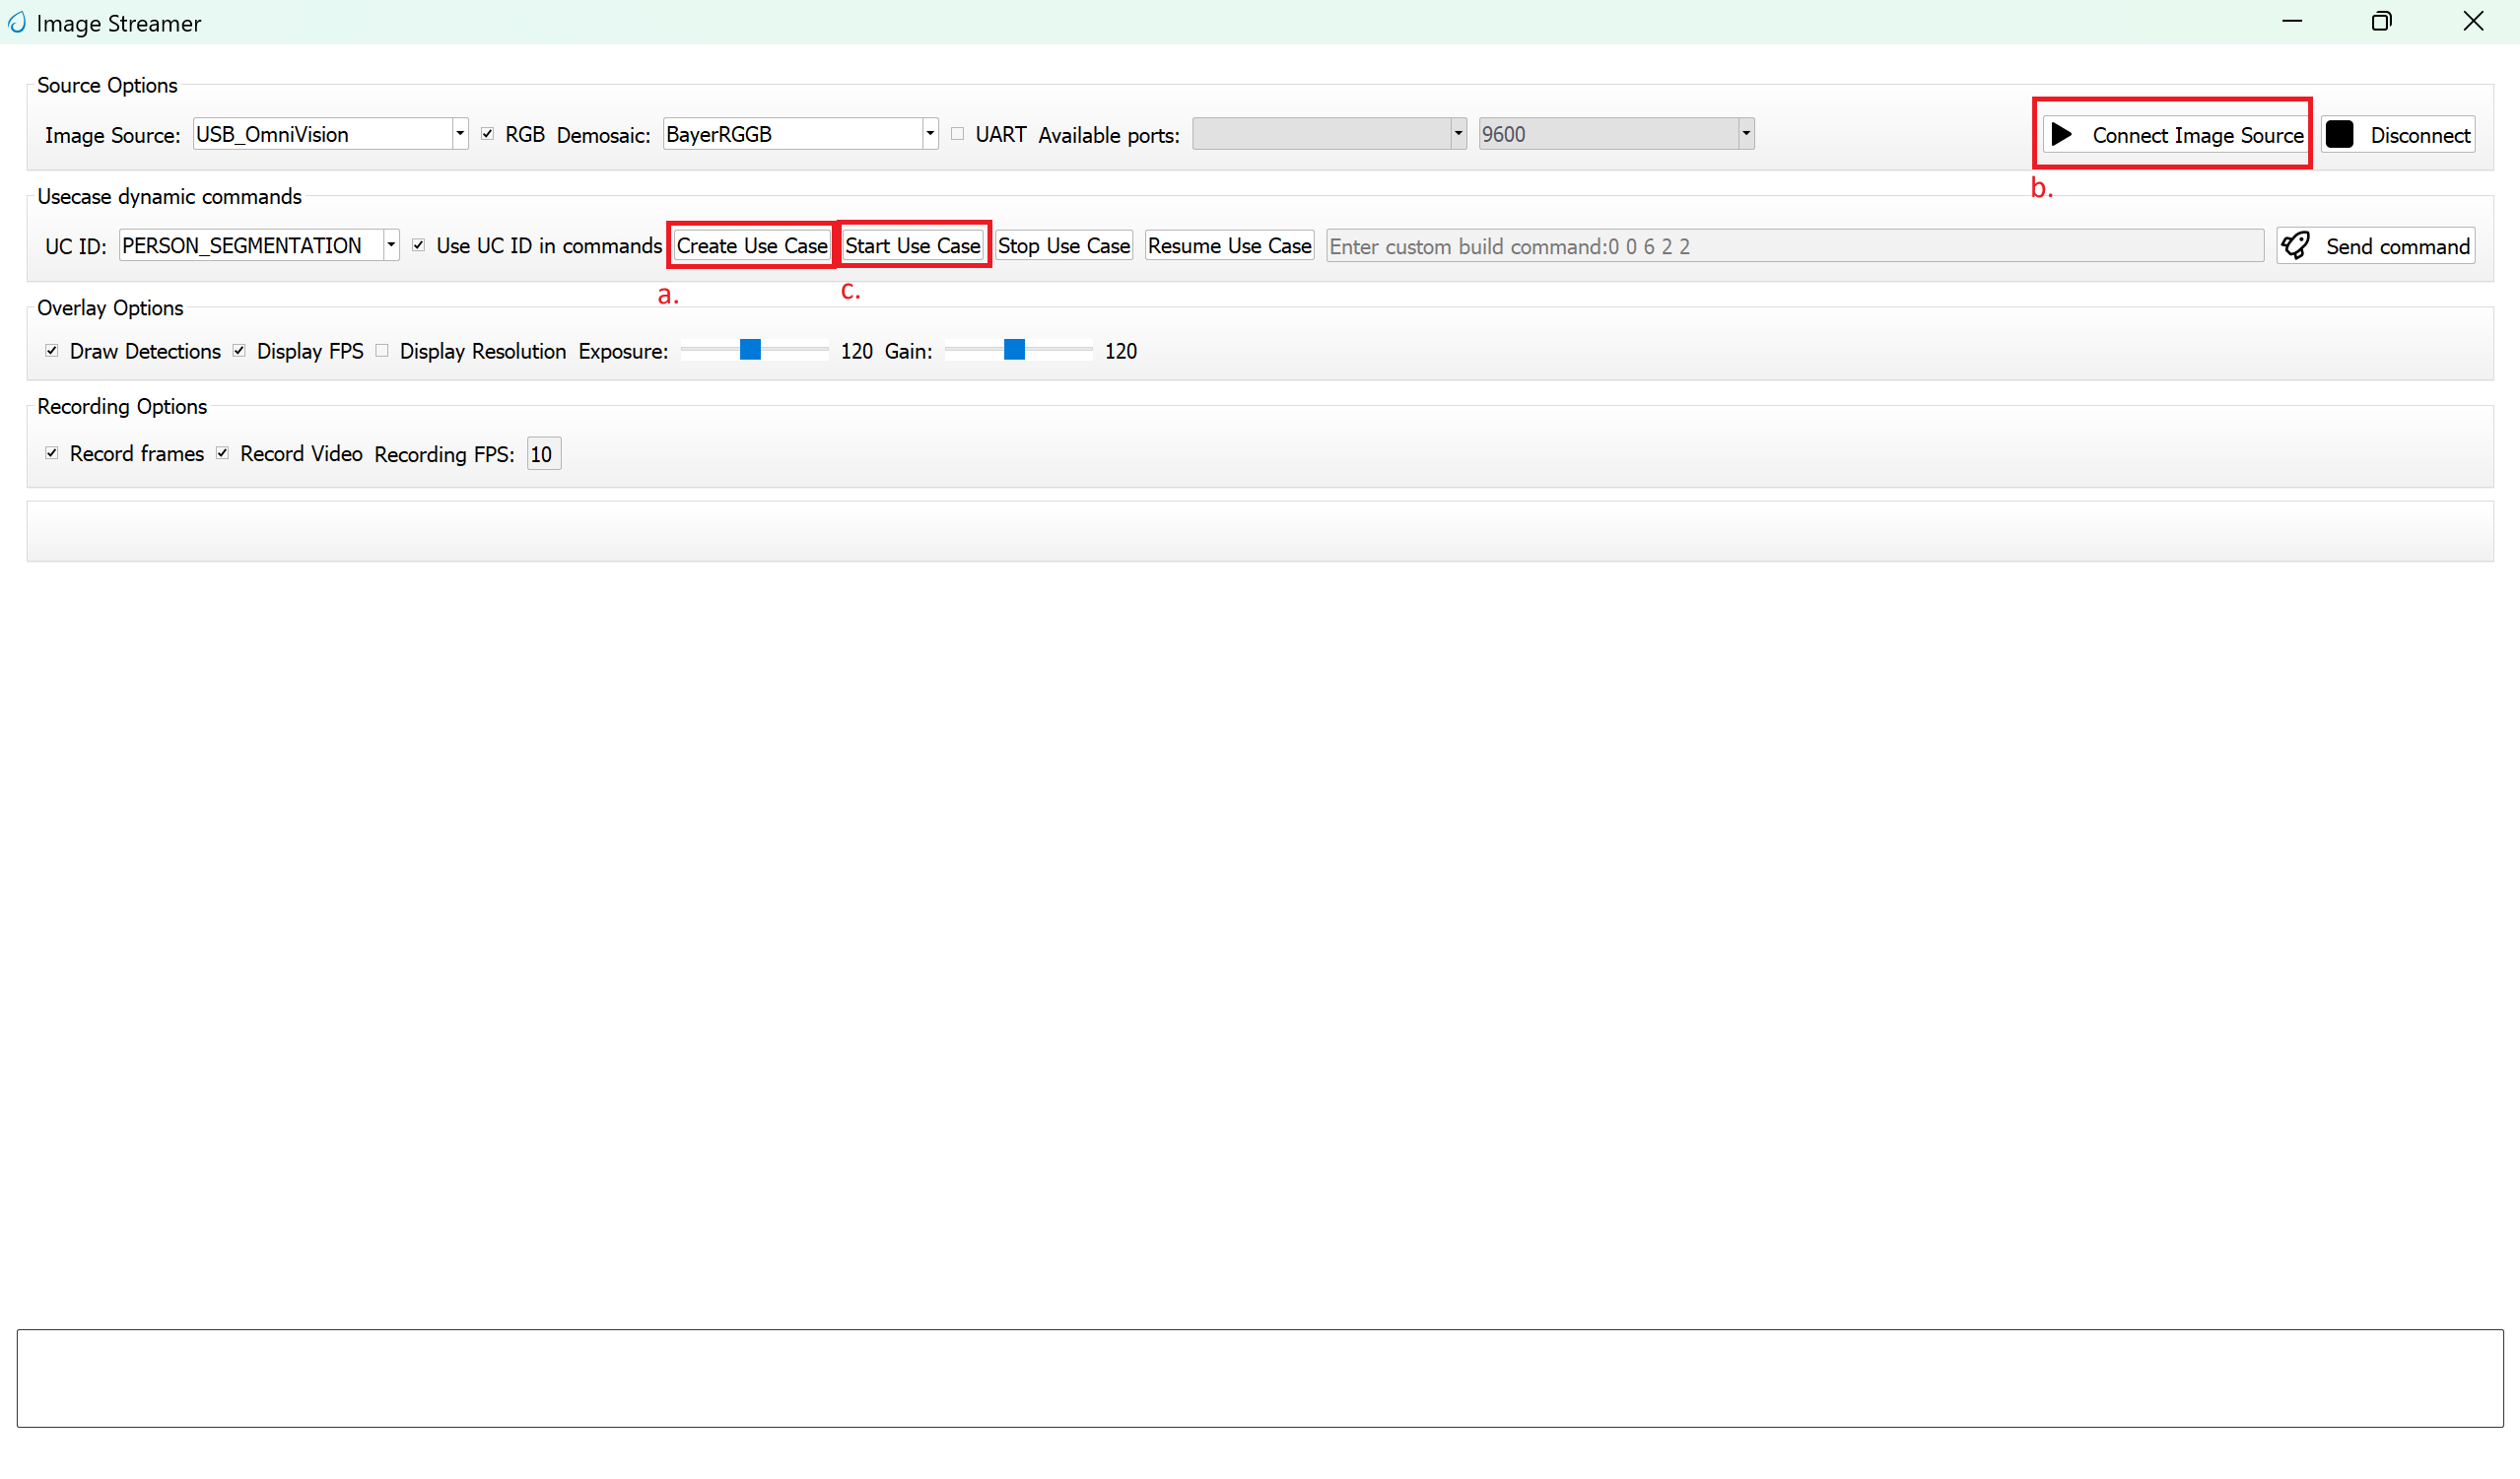 Image Streamer
Source Options
Image Source: USB_OmniVision RGB Demosaic: BayerRGGB UART Available ports: 9600 Connect Image Source Disconnect
b.
Usecase dynamic commands
UC ID: PERSON_SEGMENTATION Use UC ID in commands Create Use Case Start Use Case Stop Use Case Resume Use Case Enter custom build command:0 0 6 2 2 Send command
a. c.
Overlay Options
Draw Detections Display FPS Display Resolution Exposure: 120 Gain: 120
Recording Options
Record frames Record Video Recording FPS: 10